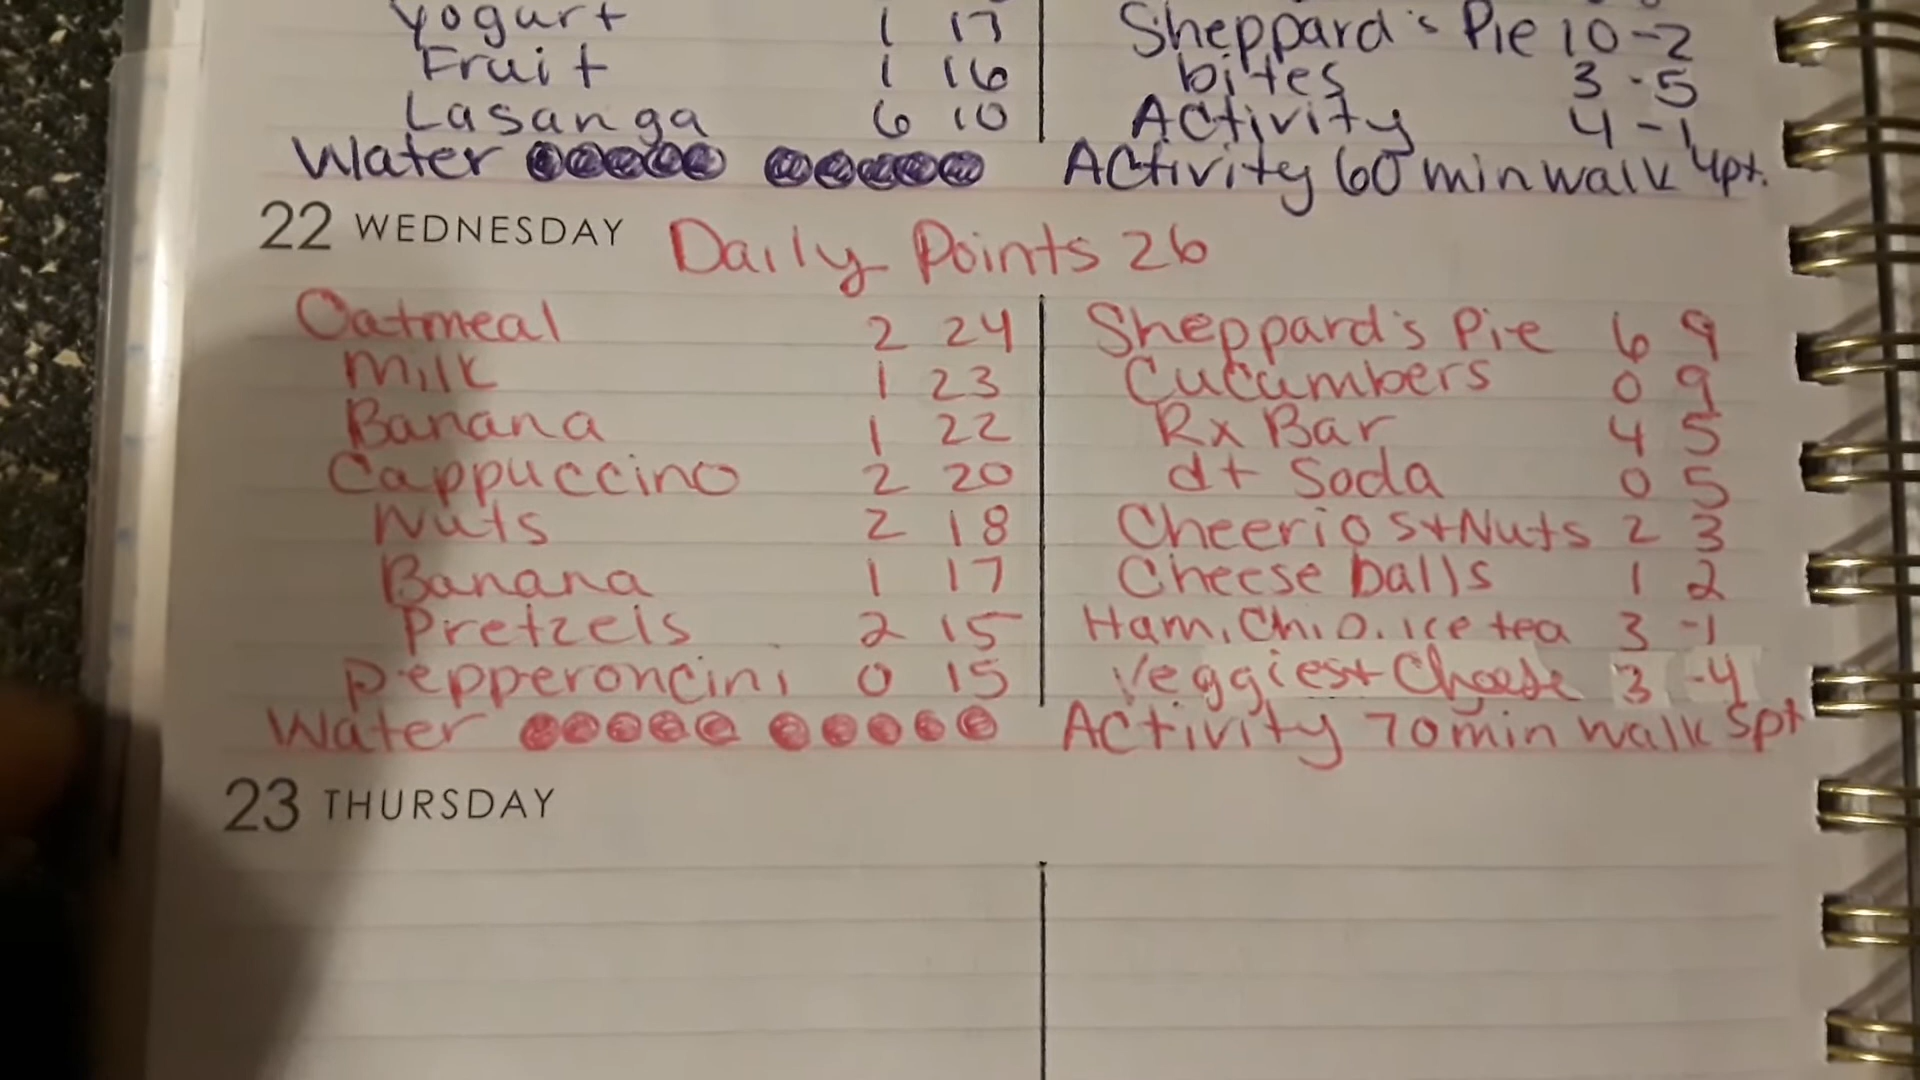 Yogurt 1 17
Fruit 1 16
Lasanga 6 10
Sheppard's Pie 10 -2
bites 3 -5
Activity 4 -1
Water
Activity 60 min walk 4pt.
22 WEDNESDAY Daily Points 26
Oatmeal 2 24
Milk 1 23
Banana 1 22
Cappuccino 2 20
Nuts 2 18
Banana 1 17
Pretzels 2 15
Pepperoncini 0 15
Sheppard's Pie 6 9
Cucumbers 0 9
Rx Bar 4 5
dt Soda 0 5
Cheerios+Nuts 2 3
Cheese balls 1 2
Ham, Ch, O, ice tea 3 -1
Veggies+ Cheese 3 -4
Water
Activity 70 min walk 5pt
23 THURSDAY